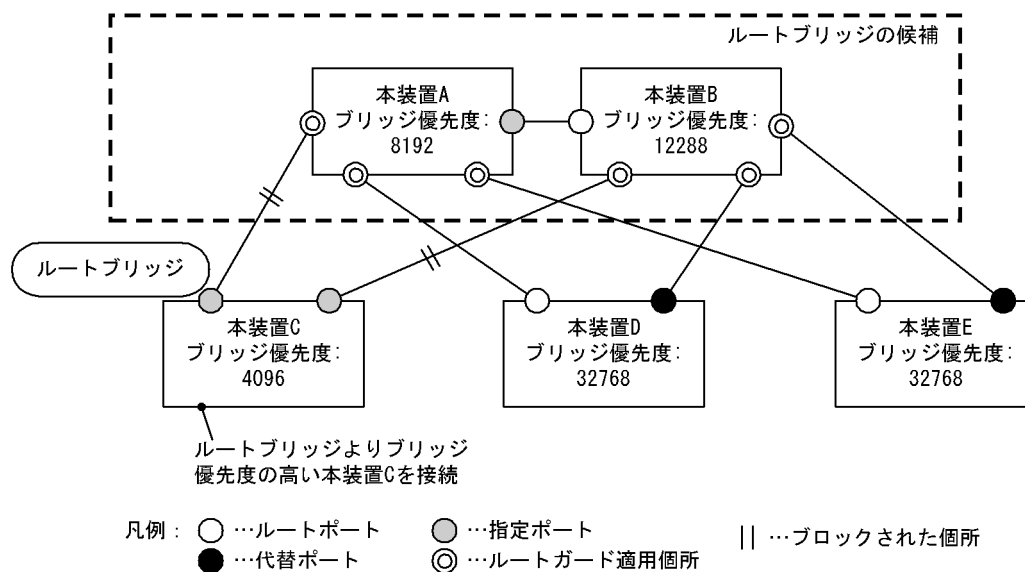 ルートブリッジの候補
本装置A
ブリッジ優先度:
8192
本装置B
ブリッジ優先度:
12288
ルートブリッジ
本装置C
ブリッジ優先度:
4096
本装置D
ブリッジ優先度:
32768
本装置E
ブリッジ優先度:
32768
ルートブリッジよりブリッジ
優先度の高い本装置Cを接続
凡例: …ルートポート …指定ポート || …ブロックされた個所
…代替ポート …ルートガード適用個所